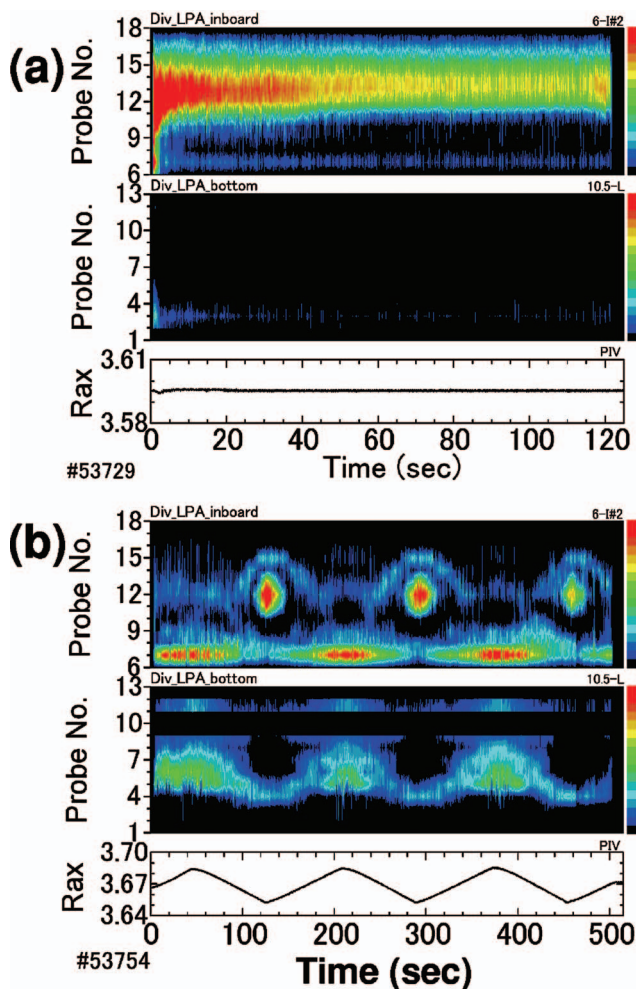 (a)
Div_LPA_inboard 6-I#2
Probe No.
18
15
12
9
6
Div_LPA_bottom 10.5-L
Probe No.
13
10
7
4
1
PIV
Rax
3.61
3.58
0 20 40 60 80 100 120
Time (sec)
#53729
(b)
Div_LPA_inboard 6-I#2
Probe No.
18
15
12
9
6
Div_LPA_bottom 10.5-L
Probe No.
13
10
7
4
1
PIV
Rax
3.70
3.67
3.64
0 100 200 300 400 500
Time (sec)
#53754